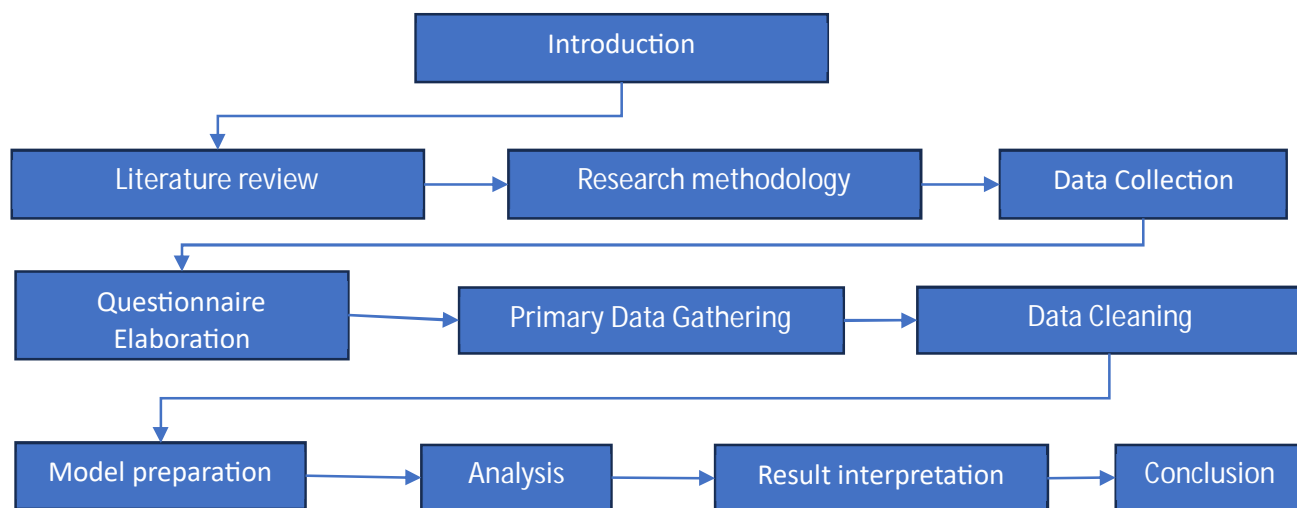 Introduction
Literature review
Research methodology
Data Collection
Questionnaire
Elaboration
Primary Data Gathering
Data Cleaning
Model preparation
Analysis
Result interpretation
Conclusion